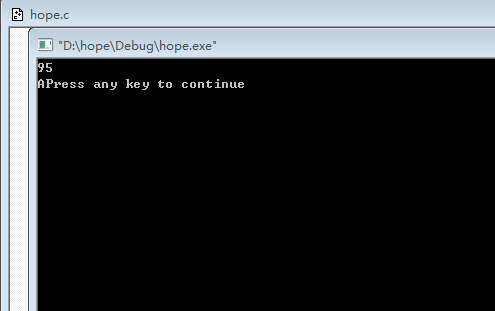 hope.c
"D:\hope\Debug\hope.exe"
95
APress any key to continue